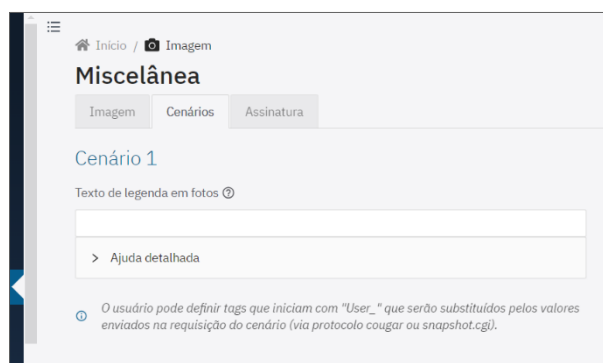 Início / Imagem
Miscelânea
Imagem Cenários Assinatura
Cenário 1
Texto de legenda em fotos
Ajuda detalhada
O usuário pode definir tags que iniciam com "User_" que serão substituídos pelos valores
enviados na requisição do cenário (via protocolo cougar ou snapshot.cgi).